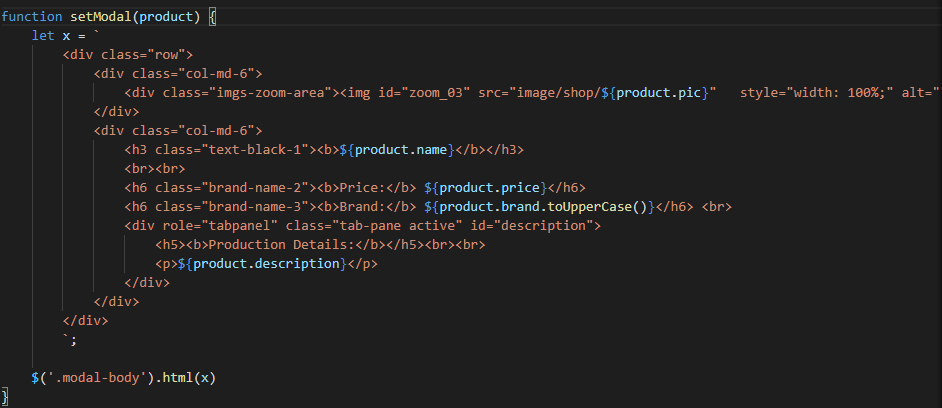 function setModal(product) {
    let x = `
        <div class="row">
            <div class="col-md-6">
                <div class="imgs-zoom-area"><img id="zoom_03" src="image/shop/${product.pic}"   style="width: 100%;" alt="
            </div>
            <div class="col-md-6">
                <h3 class="text-black-1"><b>${product.name}</b></h3>
                <br><br>
                <h6 class="brand-name-2"><b>Price:</b> ${product.price}</h6>
                <h6 class="brand-name-3"><b>Brand:</b> ${product.brand.toUpperCase()}</h6> <br>
                <div role="tabpanel" class="tab-pane active" id="description">
                    <h5><b>Production Details:</b></h5><br><br>
                    <p>${product.description}</p>
                </div>
            </div>
        </div>
        `;
    $('.modal-body').html(x)
}